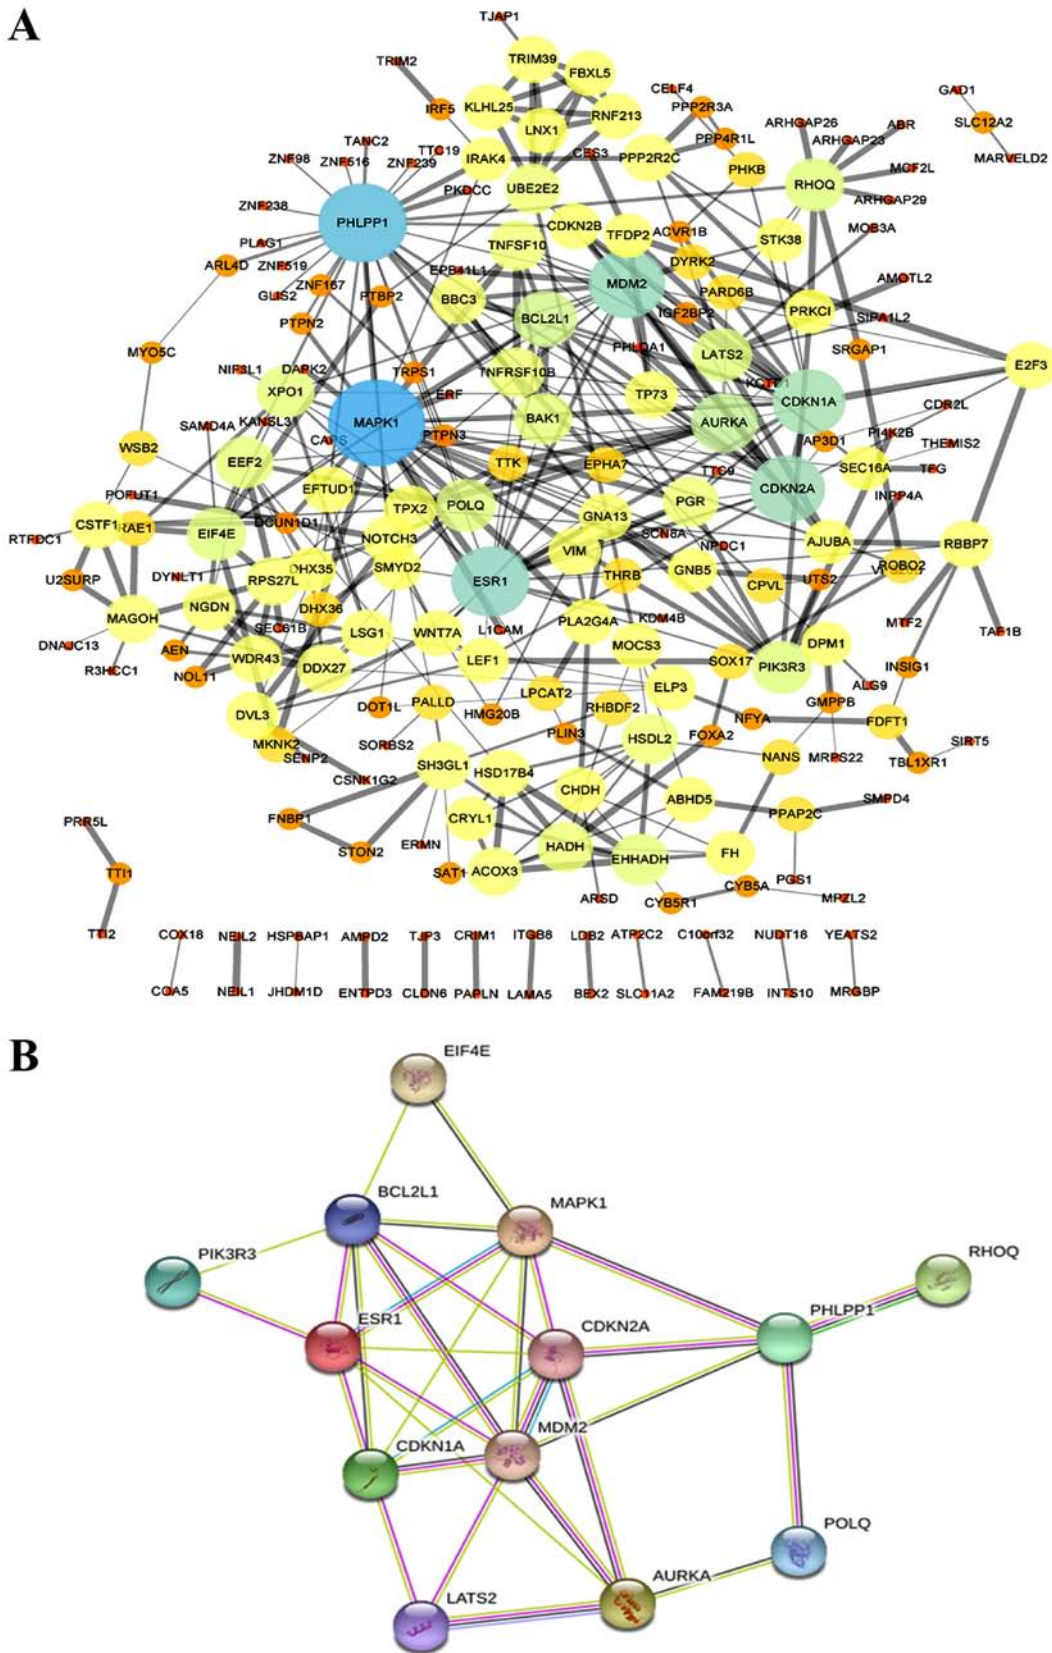 A
TJAP1
TRIM2
TRIM39
FBXL5
KLHL25
LNX1
RNF213
IRF5
IRAK4
CELF4
PPP2R3A
PPP4R1L
CES3
PPP2R2C
PHKB
GAD1
SLC12A2
MARVELD2
ARHGAP26
ABR
ARHGAP23
MCF2L
RHOQ
ARHGAP29
MOB3A
TANC2
ZNF98
ZNF516
TTC19
ZNF239
PKDCC
UBE2E2
ZNF238
PHLPP1
PLAG1
ARL4D
ZNF519
GLIS2
ZNF167
PTBP2
PTPN2
CDKN2B
TFDP2
ACVR1B
STK38
TNFSF10
EPB41L1
BBC3
MDM2
DYRK2
PARD6B
AMOTL2
PRKCI
SIPA1L2
BCL2L1
IGF2BP2
PHLDA1
LATS2
SRGAP1
E2F3
MYO5C
NIF3L1
DAPK2
TRPS1
XPO1
ERF
TNFRSF10B
TP73
KCTD1
CDKN1A
CDR2L
SAMD4A
KANSL31
MAPK1
CAPS
PTPN3
BAK1
AURKA
AP3D1
PI4K2B
THEMIS2
WSB2
EEF2
TTK
EPHA7
TTC9
SEC16A
TFG
POFUT1
EFTUD1
CDKN2A
INPP4A
CSTF1
RAE1
EIF4E
DCUN1D1
TPX2
POLQ
GNA13
PGR
RTRDC1
NOTCH3
SCN8A
NPDC1
AJUBA
RBBP7
U2SURP
DYNLT1
RPS27L
DHX35
SMYD2
ESR1
VIM
THRB
GNB5
CPVL
UTS2
ROBO2
NGDN
DHX36
MAGOH
SEC61B
LSG1
WNT7A
L1CAM
PLA2G4A
KDM4B
MTF2
TAF1B
DNAJC13
R3HCC1
AEN
NOL11
WDR43
DDX27
LEF1
MOCS3
SOX17
PIK3R3
DPM1
INSIG1
ALG9
DVL3
DOT1L
PALLD
HMG20B
LPCAT2
RHBDF2
ELP3
GMPPB
NFYA
FDFT1
MKNK2
SENP2
SORBS2
PLIN3
HSDL2
FOXA2
NANS
MRPS22
SIRT5
TBL1XR1
CSNK1G2
SH3GL1
HSD17B4
CHDH
ABHD5
PPAP2C
SMPD4
PRR5L
FNBP1
CRYL1
STON2
ERMN
HADH
EHHADH
FH
TTI1
SAT1
ACOX3
ARSD
CYB5R1
CYB5A
PGS1
MPZL2
TTI2
COX18
NEIL2
HSPBAP1
AMPD2
TJP3
CRIM1
ITGB8
LDB2
ATP2C2
C10orf32
NUDT18
YEATS2
COA5
NEIL1
JHDM1D
ENTPD3
CLDN6
PAPLN
LAMA5
BEX2
SLC11A2
FAM219B
INTS10
MRGBP
B
EIF4E
BCL2L1
MAPK1
PIK3R3
RHOQ
PHLPP1
ESR1
CDKN2A
MDM2
CDKN1A
POLQ
AURKA
LATS2